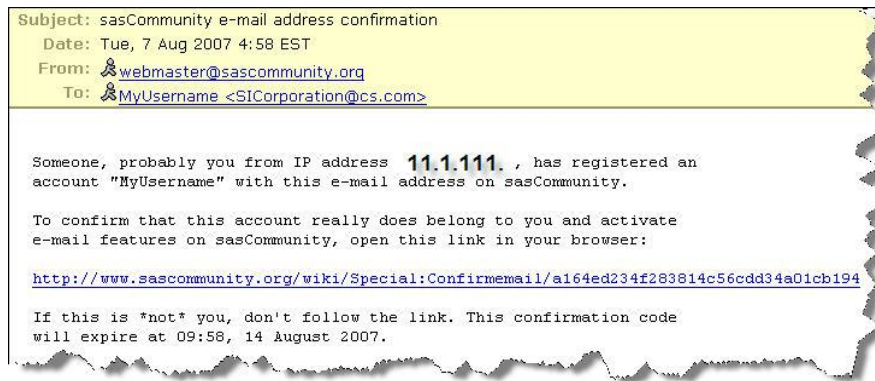 Subject: sasCommunity e-mail address confirmation
Date: Tue, 7 Aug 2007 4:58 EST
From: webmaster@sascommunity.org
To: MyUsername <SICorporation@cs.com>
Someone, probably you from IP address 11.1.111. , has registered an
account "MyUsername" with this e-mail address on sasCommunity.
To confirm that this account really does belong to you and activate
e-mail features on sasCommunity, open this link in your browser:
http://www.sascommunity.org/wiki/Special:Confirmemail/a164ed234f283814c56cdd34a01cb194
If this is *not* you, don't follow the link. This confirmation code
will expire at 09:58, 14 August 2007.